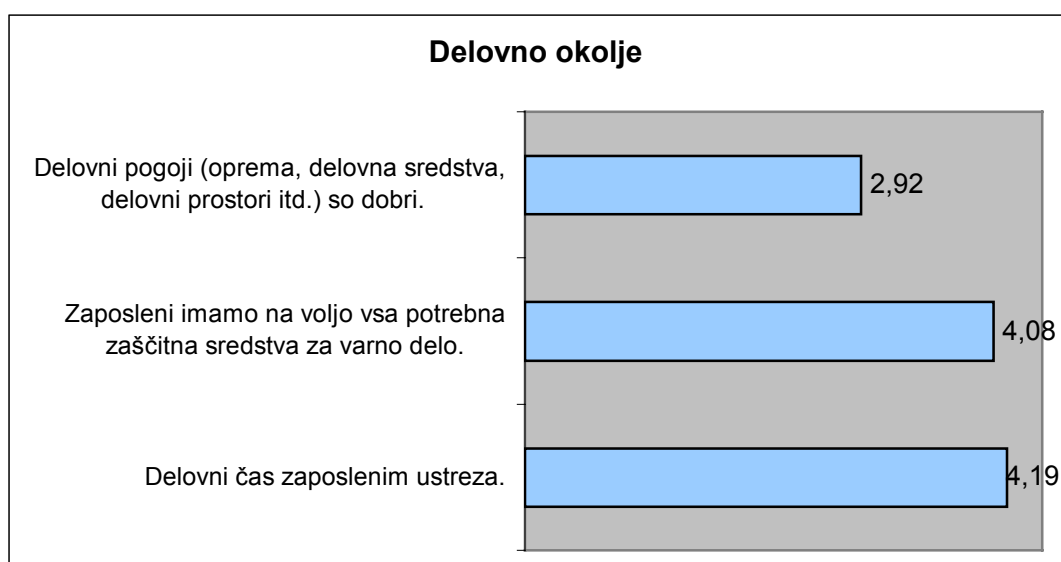 Delovno okolje
Delovni pogoji (oprema, delovna sredstva,
delovni prostori itd.) so dobri.
2,92
Zaposleni imamo na voljo vsa potrebna
zaščitna sredstva za varno delo.
4,08
Delovni čas zaposlenim ustreza.
4,19